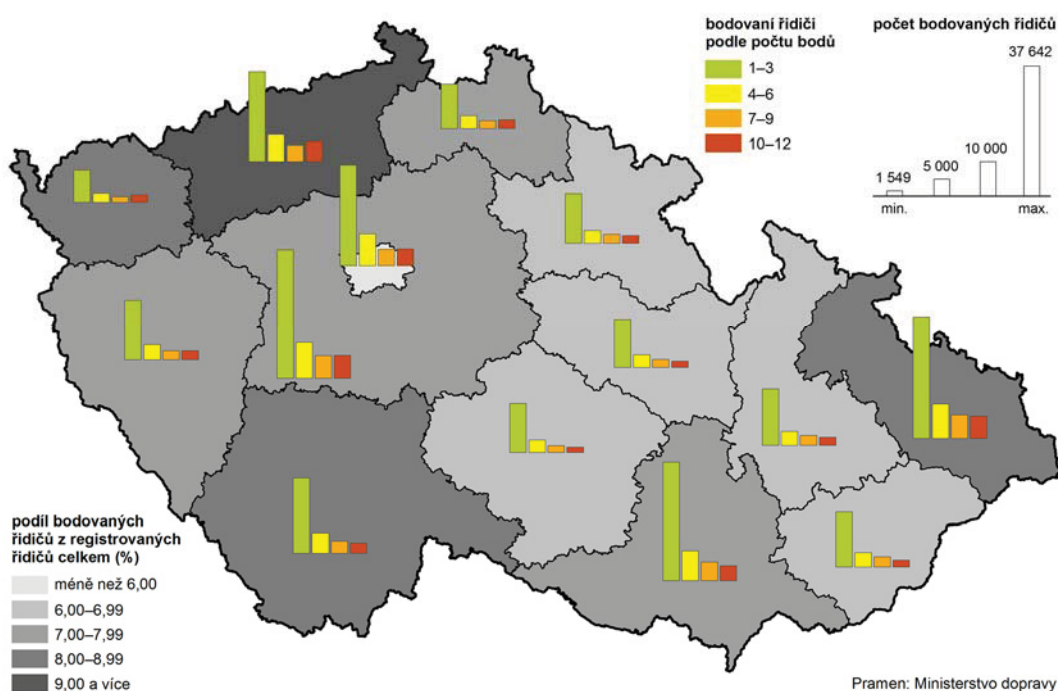 bodovaní řidiči
podle počtu bodů
1–3
4–6
7–9
10–12
počet bodovaných řidičů
37 642
10 000
5 000
1 549
min.
max.
podíl bodovaných
řidičů z registrovaných
řidičů celkem (%)
méně než 6,00
6,00–6,99
7,00–7,99
8,00–8,99
9,00 a více
Pramen: Ministerstvo dopravy